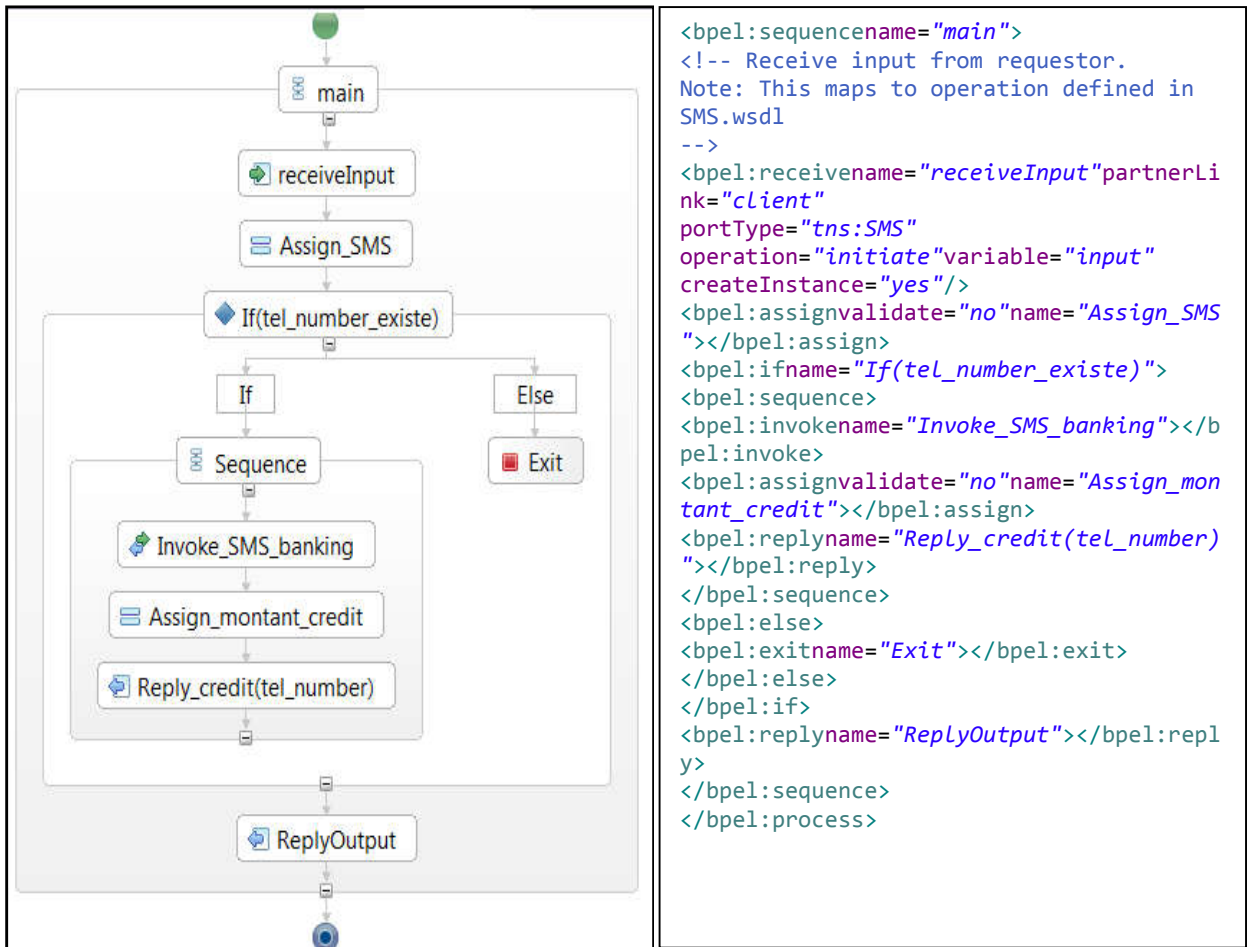 main
receiveInput
Assign_SMS
If(tel_number_existe)
If
Else
Sequence
Exit
Invoke_SMS_banking
Assign_montant_credit
Reply_credit(tel_number)
ReplyOutput
<bpel:sequencename="main">
<!-- Receive input from requestor.
Note: This maps to operation defined in
SMS.wsdl
-->
<bpel:receivename="receiveInput"partnerLi
nk="client"
portType="tns:SMS"
operation="initiate"variable="input"
createInstance="yes"/>
<bpel:assignvalidate="no"name="Assign_SMS
"></bpel:assign>
<bpel:ifname="If(tel_number_existe)">
<bpel:sequence>
<bpel:invokename="Invoke_SMS_banking"></b
pel:invoke>
<bpel:assignvalidate="no"name="Assign_mon
tant_credit"></bpel:assign>
<bpel:replyname="Reply_credit(tel_number)
"></bpel:reply>
</bpel:sequence>
<bpel:else>
<bpel:exitname="Exit"></bpel:exit>
</bpel:else>
</bpel:if>
<bpel:replyname="ReplyOutput"></bpel:repl
y>
</bpel:sequence>
</bpel:process>